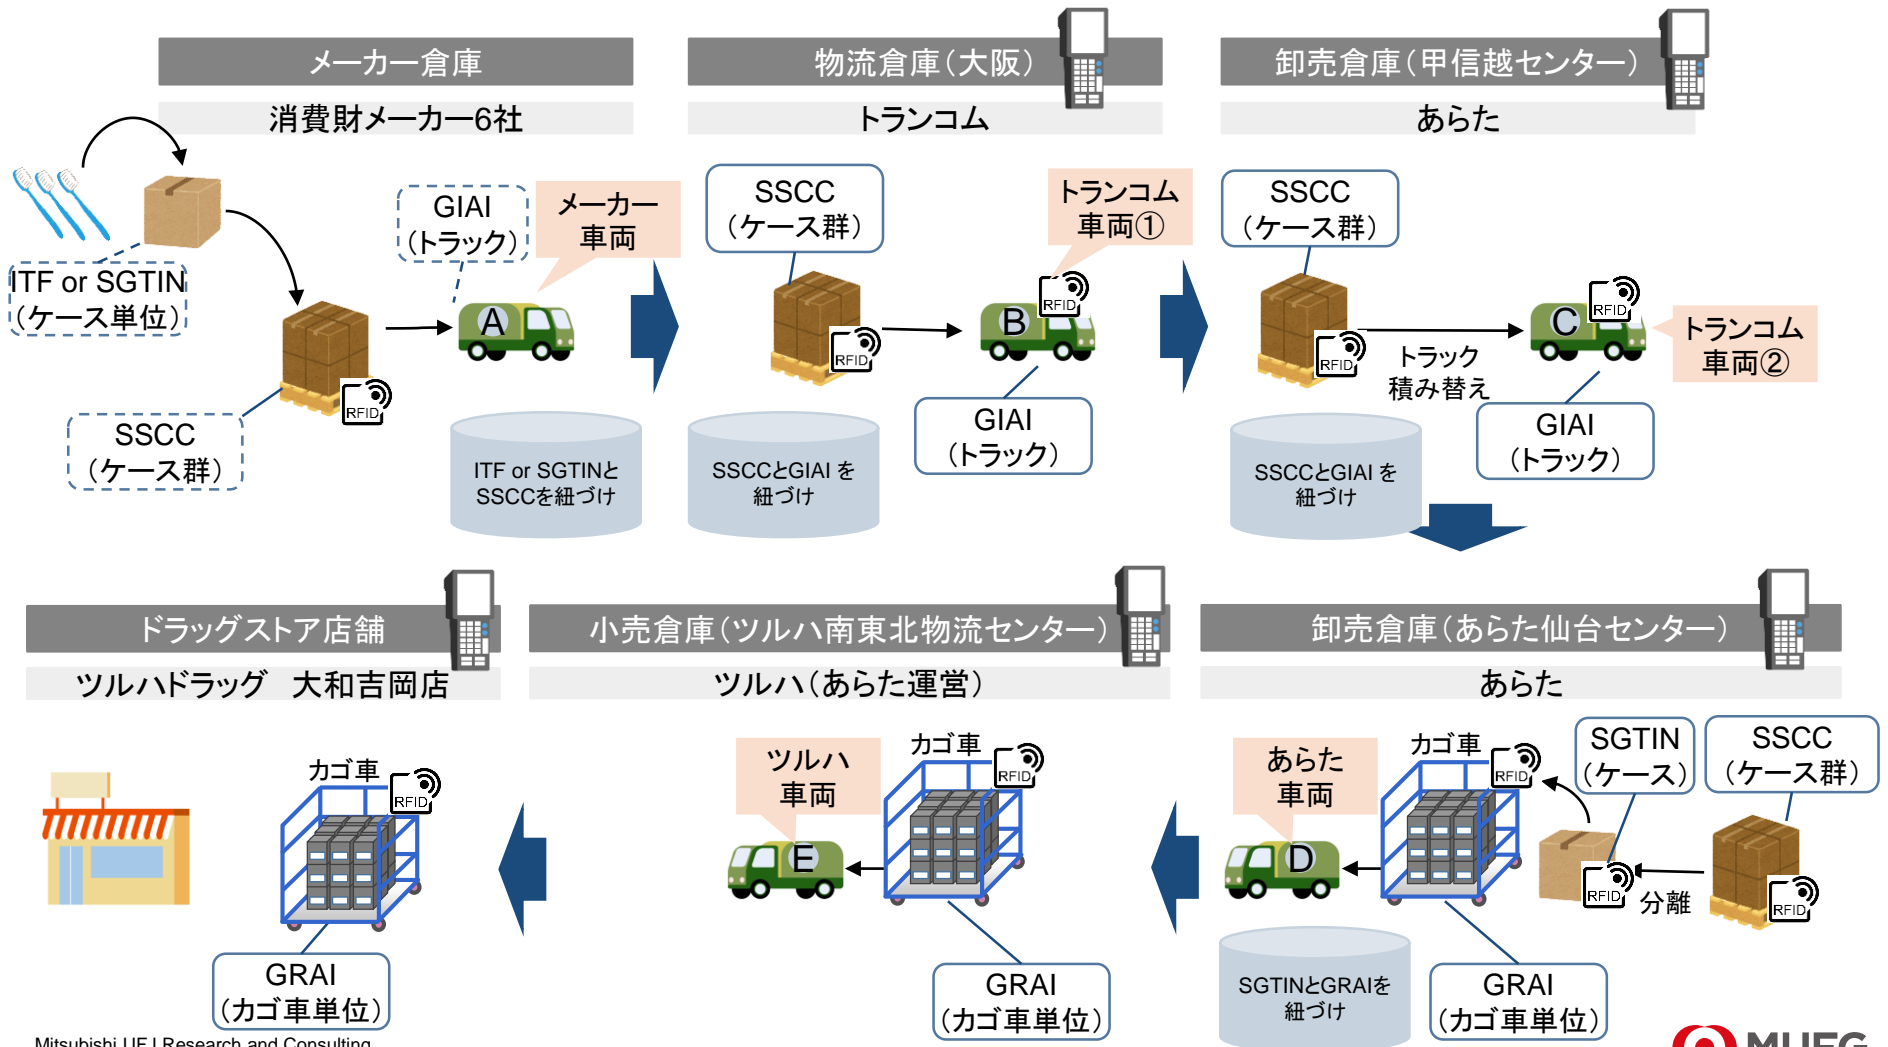 メーカー倉庫
消費財メーカー6社
ITF or SGTIN
（ケース単位）
SSCC
（ケース群）
RFID
GIAI
（トラック）
メーカー
車両
A
ITF or SGTINと
SSCCを紐づけ
物流倉庫（大阪）
トランコム
SSCC
（ケース群）
RFID
トランコム
車両①
RFID
B
GIAI
（トラック）
SSCCとGIAI を
紐づけ
卸売倉庫（甲信越センター）
あらた
SSCC
（ケース群）
RFID
トラック
積み替え
RFID
C
トランコム
車両②
GIAI
（トラック）
SSCCとGIAI を
紐づけ
卸売倉庫（あらた仙台センター）
あらた
SSCC
（ケース群）
RFID
分離
SGTIN
（ケース）
RFID
カゴ車
RFID
GRAI
（カゴ車単位）
あらた
車両
D
SGTINとGRAIを
紐づけ
小売倉庫（ツルハ南東北物流センター）
ツルハ（あらた運営）
カゴ車
RFID
ツルハ
車両
E
GRAI
（カゴ車単位）
ドラッグストア店舗
ツルハドラッグ　大和吉岡店
カゴ車
RFID
GRAI
（カゴ車単位）
Mitsubishi UFJ Research and Consulting
MUFG